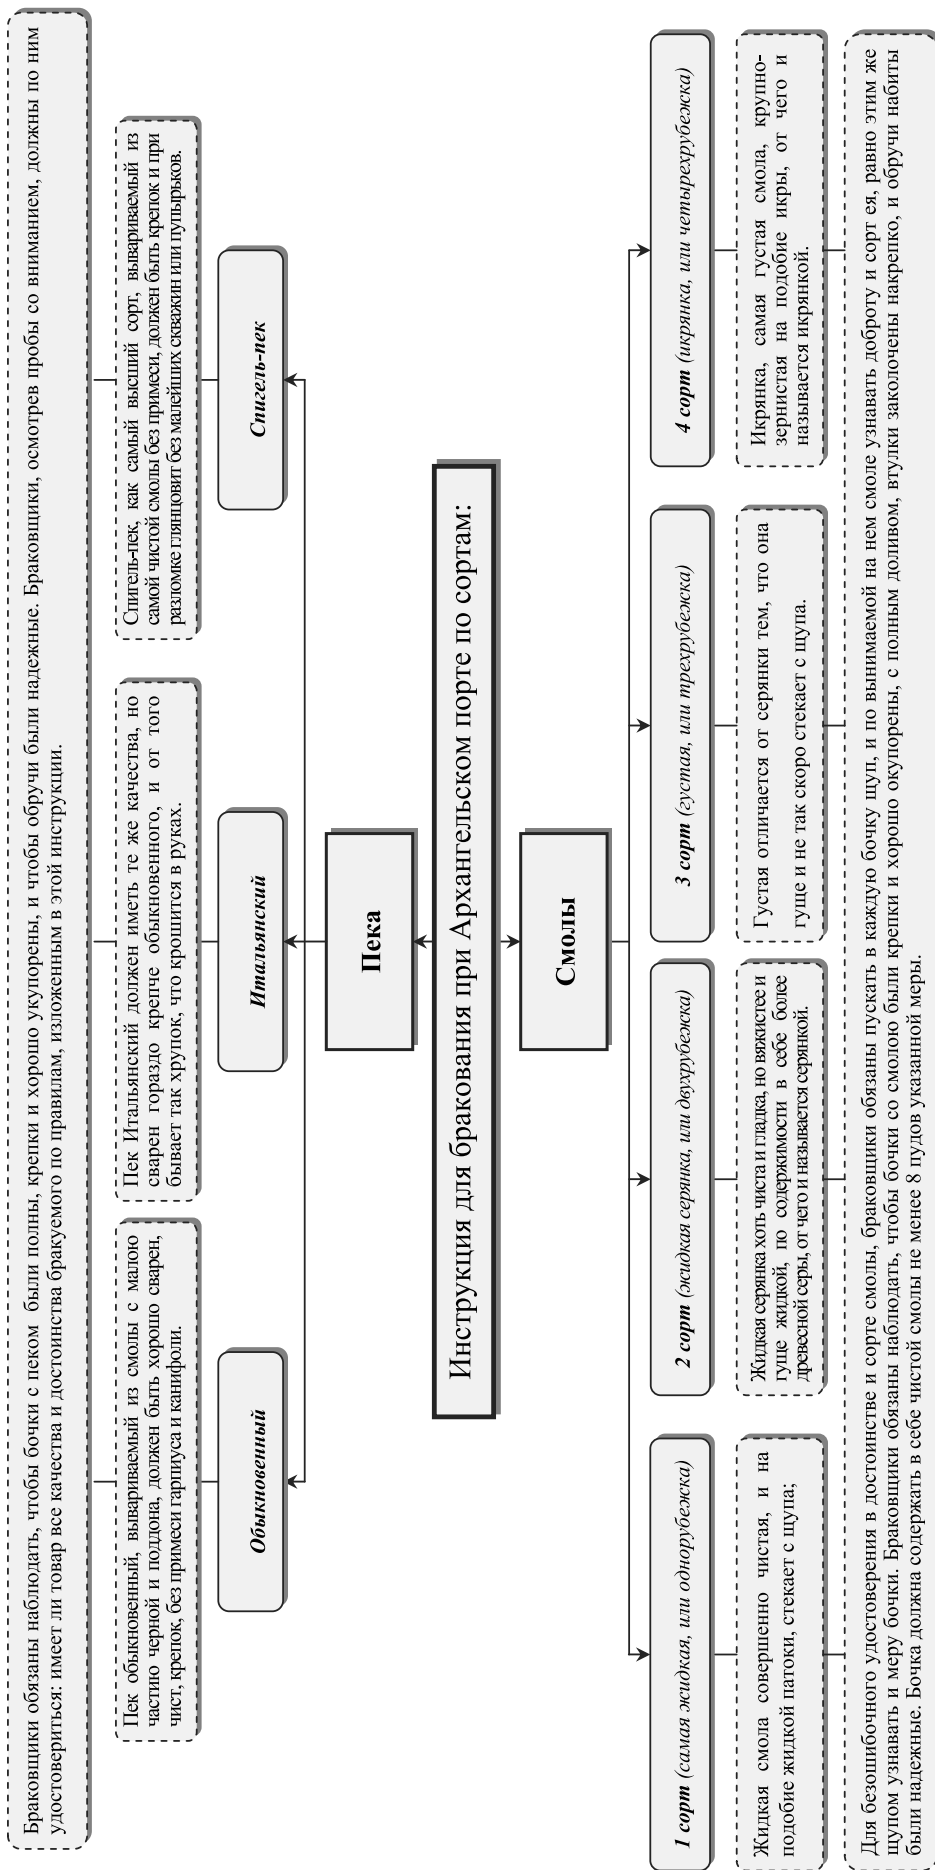 Браковщики обязаны наблюдать, чтобы бочки с пеком были полны, крепки и хорошо укупорены, и чтобы обручи были надежные. Браковщики, осмотрев пробы со вниманием, должны по ним
удостовериться: имеет ли товар все качества и достоинства бракуемого по правилам, изложенным в этой инструкции.
Пек обыкновенный, вывариваемый из смолы с малою
частию черной и поддона, должен быть хорошо сварен,
чист, крепок, без примеси гарпиуса и канифоли.
Пек Итальянский должен иметь те же качества, но
сварен гораздо крепче обыкновенного, и от того
бывает так хрупок, что крошится в руках.
Спигель-пек, как самый высший сорт, вывариваемый из
самой чистой смолы без примеси, должен быть крепок и при
разломке глянцовит без малейших скважин или пупырьков.
Обыкновенный
Итальянский
Спигель-пек
Пека
Инструкция для бракования при Архангельском порте по сортам:
Смолы
1 сорт (самая жидкая, или однорубежка)
2 сорт (жидкая серянка, или двухрубежка)
3 сорт (густая, или трехрубежка)
4 сорт (икрянка, или четырехрубежка)
Жидкая смола совершенно чистая, и на
подобие жидкой патоки, стекает с щупа;
Жидкая серянка хоть чиста и гладка, но вяжистее и
гуще жидкой, по содержимости в себе более
древесной серы, от чего и называется серянкой.
Густая отличается от серянки тем, что она
гуще и не так скоро стекает с щупа.
Икрянка, самая густая смола, крупно-
зернистая на подобие икры, от чего и
называется икрянкой.
Для безошибочного удостоверения в достоинстве и сорте смолы, браковщики обязаны пускать в каждую бочку щуп, и по вынимаемой на нем смоле узнавать доброту и сорт ея, равно этим же
щупом узнавать и меру бочки. Браковщики обязаны наблюдать, чтобы бочки со смолою были крепки и хорошо окупорены, с полным доливом, втулки заколочены накрепко, и обручи набиты
были надежные. Бочка должна содержать в себе чистой смолы не менее 8 пудов указанной меры.